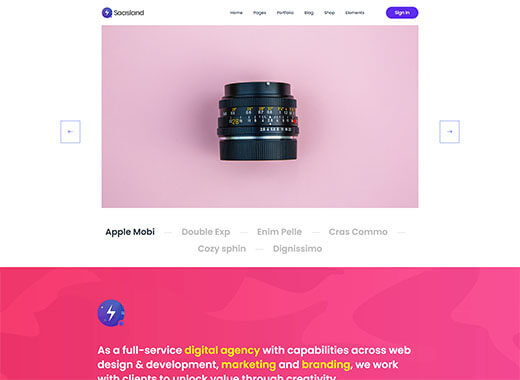 Saasland
Home Pages Portfolio Blog Shop Elements
Sign In
Apple Mobi — Double Exp — Enim Pelle — Cras Commo —
Cozy sphin — Dignissimo
As a full-service digital agency with capabilities across web
design & development, marketing and branding, we work
with clients to unlock value through creativity